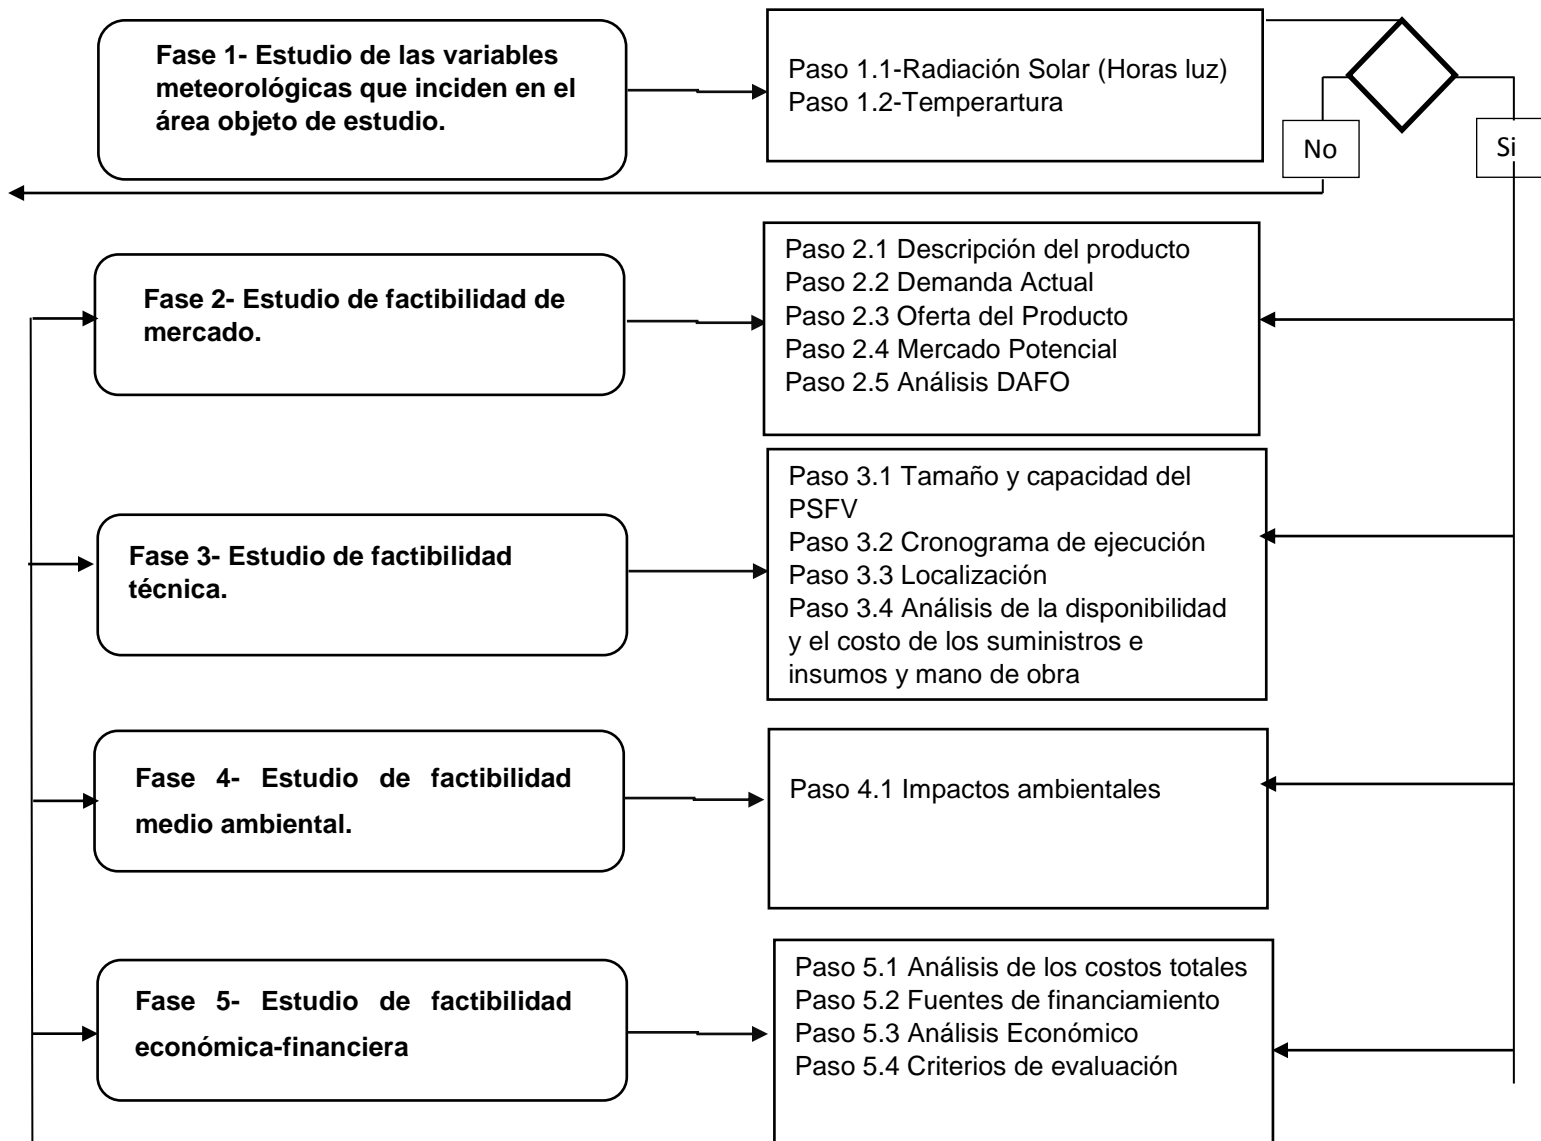 Fase 1- Estudio de las variables
meteorológicas que inciden en el
área objeto de estudio.
Paso 1.1-Radiación Solar (Horas luz)
Paso 1.2-Temperartura
No
Si
Fase 2- Estudio de factibilidad de
mercado.
Paso 2.1 Descripción del producto
Paso 2.2 Demanda Actual
Paso 2.3 Oferta del Producto
Paso 2.4 Mercado Potencial
Paso 2.5 Análisis DAFO
Fase 3- Estudio de factibilidad
técnica.
Paso 3.1 Tamaño y capacidad del
PSFV
Paso 3.2 Cronograma de ejecución
Paso 3.3 Localización
Paso 3.4 Análisis de la disponibilidad
y el costo de los suministros e
insumos y mano de obra
Fase 4- Estudio de factibilidad
medio ambiental.
Paso 4.1 Impactos ambientales
Fase 5- Estudio de factibilidad
económica-financiera
Paso 5.1 Análisis de los costos totales
Paso 5.2 Fuentes de financiamiento
Paso 5.3 Análisis Económico
Paso 5.4 Criterios de evaluación